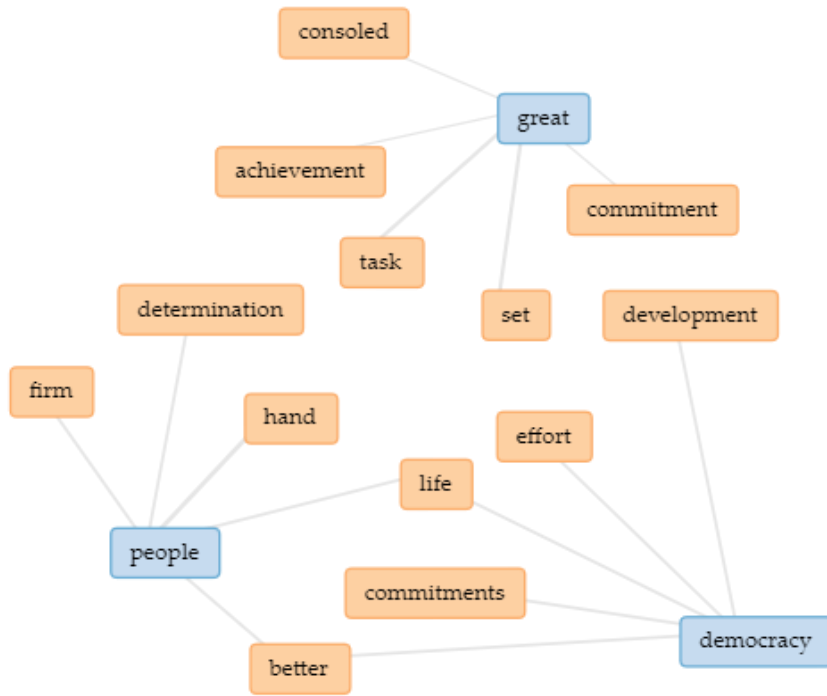 consoled
great
achievement
commitment
task
determination
set
development
firm
hand
effort
life
people
commitments
democracy
better